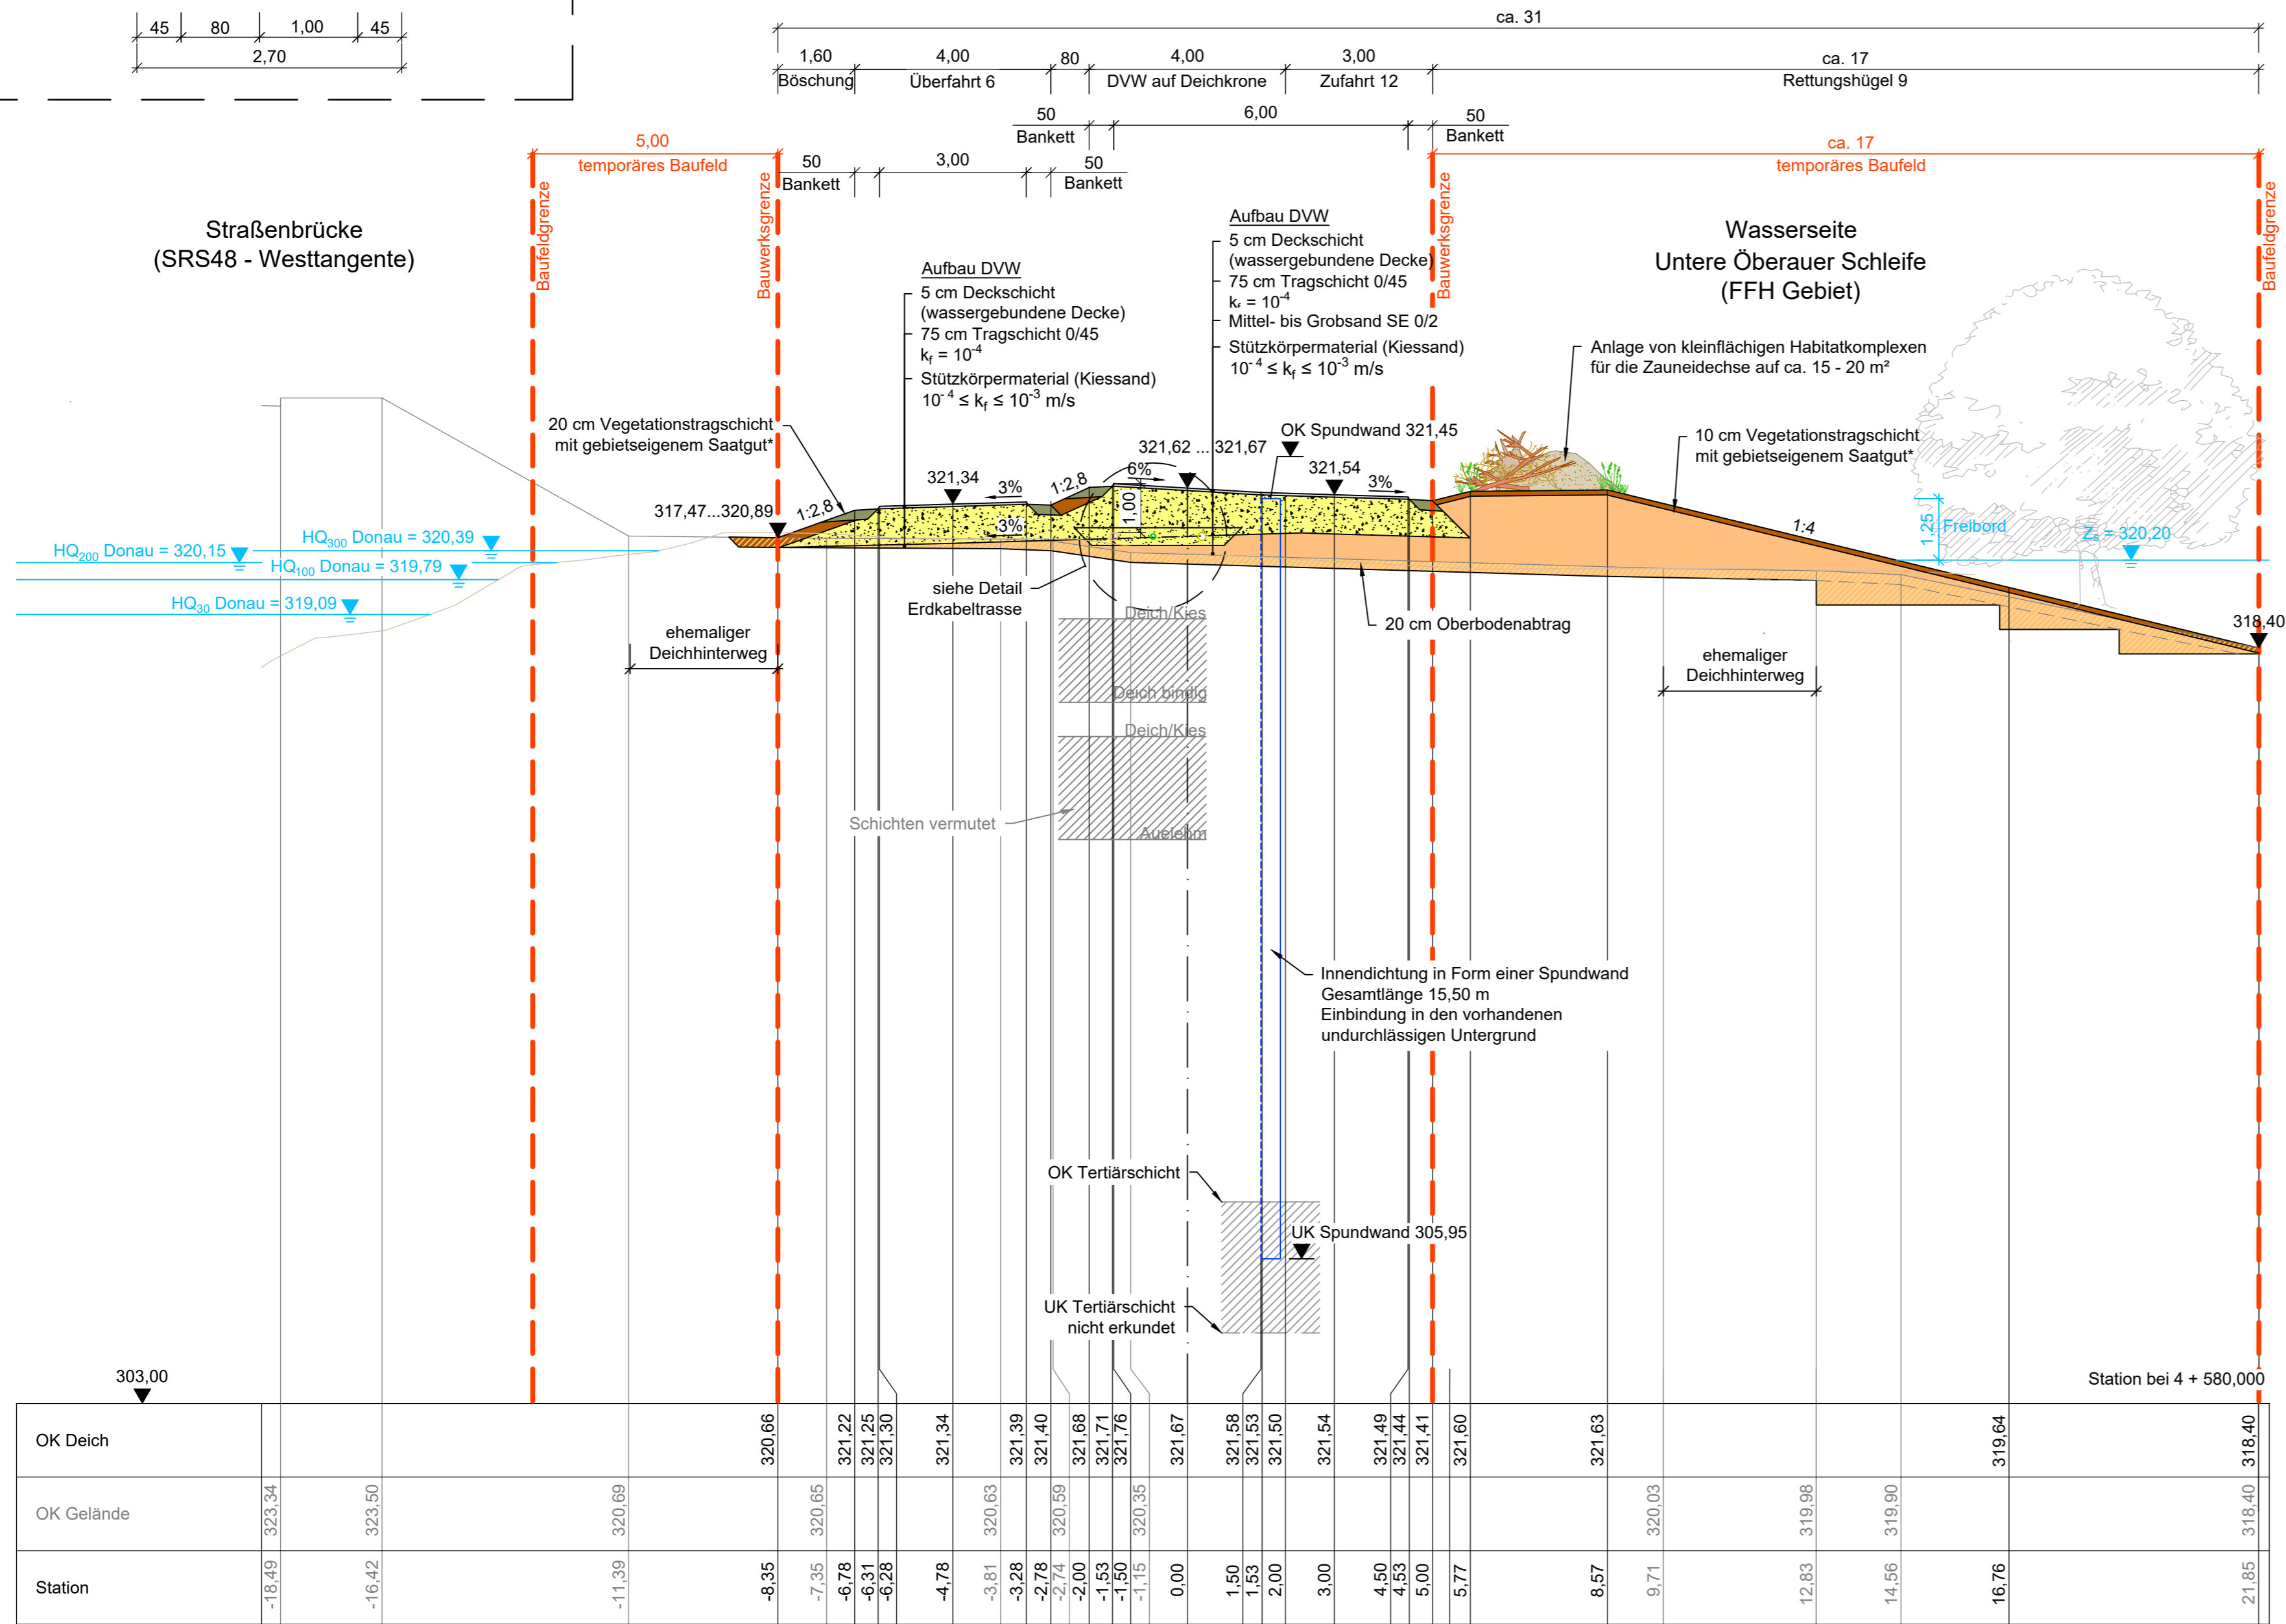 45 80 1,00 45
2,70
ca. 31
1,60 4,00 80 4,00 3,00 ca. 17
Böschung Überfahrt 6 DVW auf Deichkrone Zufahrt 12 Rettungshügel 9
50
Bankett
6,00
50
Bankett
5,00
temporäres Baufeld
ca. 17
temporäres Baufeld
50
Bankett
3,00
50
Bankett
Baufeldgrenze
Bauwerksgrenze
Bauwerksgrenze
Baufeldgrenze
Straßenbrücke
(SRS48 - Westtangente)
Wasserseite
Untere Öberauer Schleife
(FFH Gebiet)
Aufbau DVW
5 cm Deckschicht
(wassergebundene Decke)
75 cm Tragschicht 0/45
kf = 10-4
Stützkörpermaterial (Kiessand)
10-4 ≤ kf ≤ 10-3 m/s
Aufbau DVW
5 cm Deckschicht
(wassergebundene Decke)
75 cm Tragschicht 0/45
kf = 10-4
Mittel- bis Grobsand SE 0/2
Stützkörpermaterial (Kiessand)
10-4 ≤ kf ≤ 10-3 m/s
Anlage von kleinflächigen Habitatkomplexen
für die Zauneidechse auf ca. 15 - 20 m²
20 cm Vegetationstragschicht
mit gebietseigenem Saatgut*
10 cm Vegetationstragschicht
mit gebietseigenem Saatgut*
OK Spundwand 321,45
321,62 ... 321,67
321,34
321,54
6%
3%
3%
3%
1:2,8
1:2,8
1:4
1,00
317,47...320,89
1,25
Freibord
Zs = 320,20
HQ300 Donau = 320,39
HQ200 Donau = 320,15
HQ100 Donau = 319,79
HQ30 Donau = 319,09
siehe Detail
Erdkabeltrasse
20 cm Oberbodenabtrag
318,40
ehemaliger
Deichhinterweg
ehemaliger
Deichhinterweg
Deich/Kies
Deich bindig
Deich/Kies
Schichten vermutet
Auelehm
Innendichtung in Form einer Spundwand
Gesamtlänge 15,50 m
Einbindung in den vorhandenen
undurchlässigen Untergrund
OK Tertiärschicht
UK Spundwand 305,95
UK Tertiärschicht
nicht erkundet
303,00
Station bei 4 + 580,000
OK Deich 320,66 321,22 321,25 321,30 321,34 321,39 321,40 321,68 321,71 321,76 321,67 321,58 321,53 321,50 321,54 321,49 321,44 321,41 321,60 321,63 319,64 318,40
OK Gelände 323,34 323,50 320,69 320,65 320,63 320,59 320,35 320,03 319,98 319,90 318,40
Station -18,49 -16,42 -11,39 -8,35 -7,35 -6,78 -6,31 -6,28 -4,78 -3,81 -3,28 -2,78 -2,74 -2,00 -1,53 -1,50 -1,15 0,00 1,50 1,53 2,00 3,00 4,50 4,53 5,00 5,77 8,57 9,71 12,83 14,56 16,76 21,85